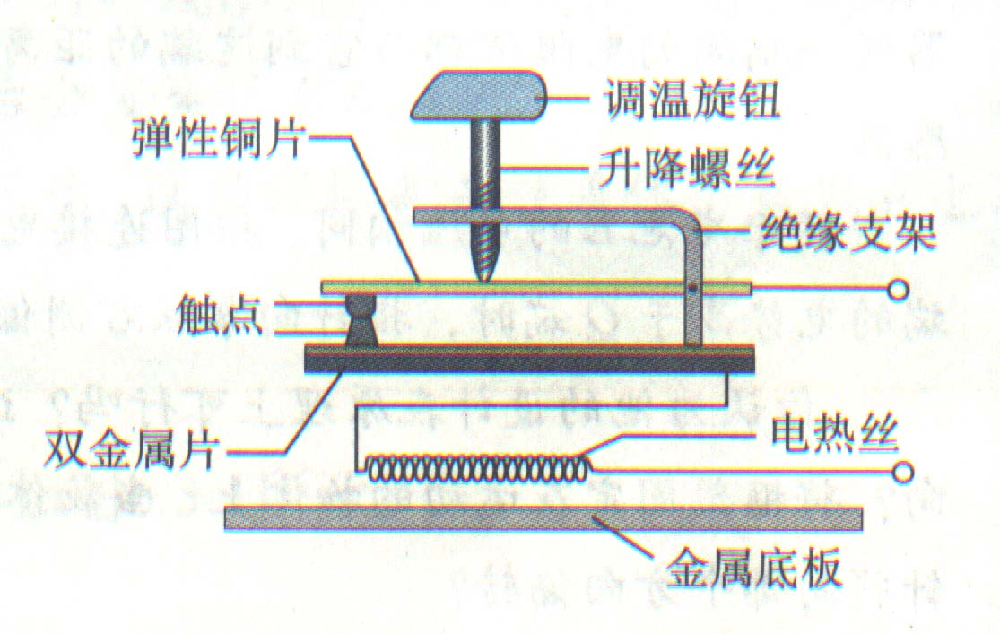 调温旋钮
弹性铜片
升降螺丝
绝缘支架
触点
双金属片
电热丝
金属底板